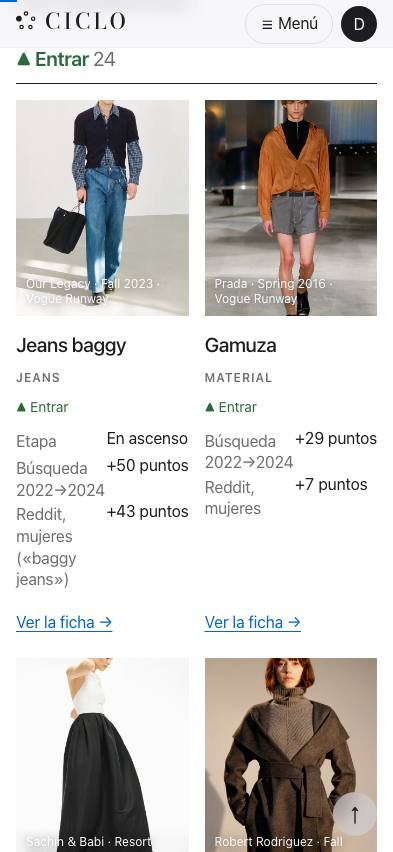 CICLO
≡ Menú
D
▲ Entrar 24
Our Legacy · Fall 2023 ·
Vogue Runway
Prada · Spring 2016 ·
Vogue Runway
Jeans baggy
JEANS
▲ Entrar
Etapa En ascenso
Búsqueda +50 puntos
2022→2024
Reddit, +43 puntos
mujeres
(«baggy
jeans»)
Ver la ficha →
Gamuza
MATERIAL
▲ Entrar
Búsqueda +29 puntos
2022→2024
Reddit, +7 puntos
mujeres
Ver la ficha →
Sachin & Babi · Resort
Robert Rodriguez · Fall
↑